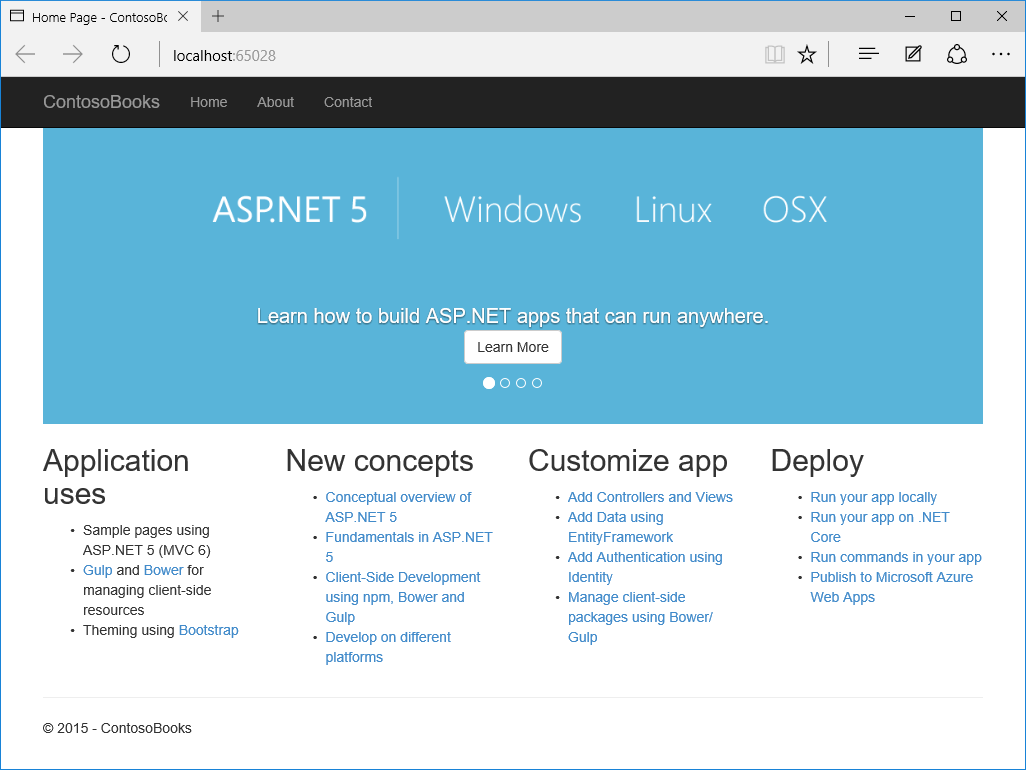 Home Page - ContosoBo
localhost:65028
ContosoBooks Home About Contact
ASP.NET 5 Windows Linux OSX
Learn how to build ASP.NET apps that can run anywhere.
Learn More
Application
uses
• Sample pages using
ASP.NET 5 (MVC 6)
• Gulp and Bower for
managing client-side
resources
• Theming using Bootstrap
New concepts
• Conceptual overview of
ASP.NET 5
• Fundamentals in ASP.NET
5
• Client-Side Development
using npm, Bower and
Gulp
• Develop on different
platforms
Customize app
• Add Controllers and Views
• Add Data using
EntityFramework
• Add Authentication using
Identity
• Manage client-side
packages using Bower/
Gulp
Deploy
• Run your app locally
• Run your app on .NET
Core
• Run commands in your app
• Publish to Microsoft Azure
Web Apps
© 2015 - ContosoBooks